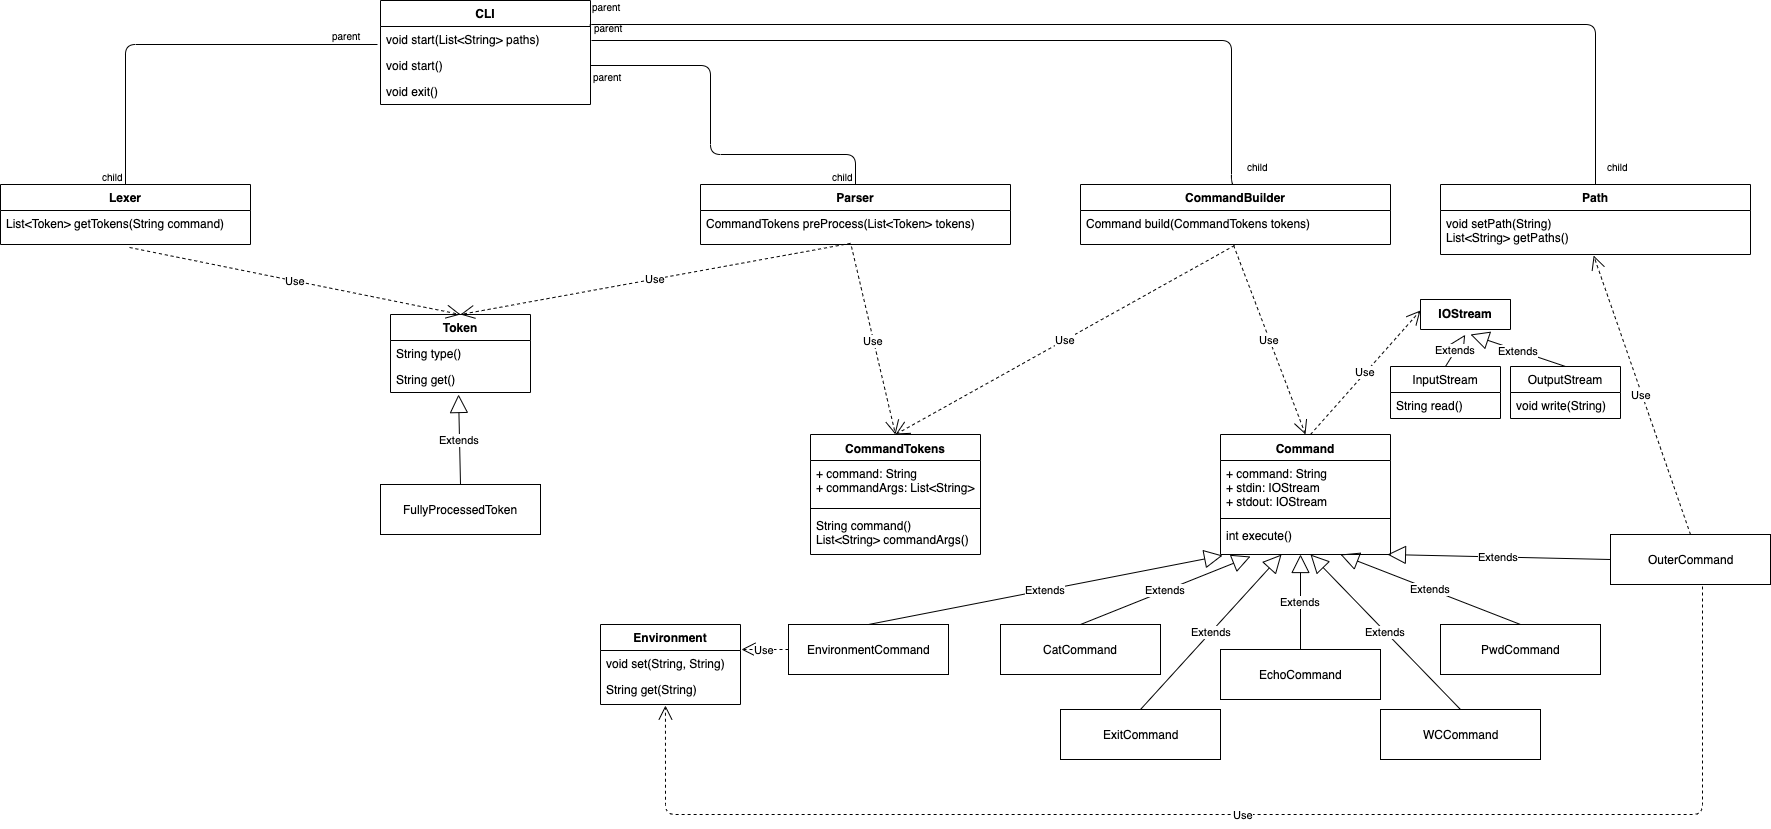 CLI
void start(List<String> paths)
void start()
void exit()
parent
parent
parent
parent
child
child
child
child
Lexer
List<Token> getTokens(String command)
Parser
CommandTokens preProcess(List<Token> tokens)
CommandBuilder
Command build(CommandTokens tokens)
Path
void setPath(String)
List<String> getPaths()
Use
Use
Use
Use
Use
Use
Use
Token
String type()
String get()
Extends
FullyProcessedToken
IOStream
Extends
Extends
InputStream
String read()
OutputStream
void write(String)
CommandTokens
+ command: String
+ commandArgs: List<String>
String command()
List<String> commandArgs()
Command
+ command: String
+ stdin: IOStream
+ stdout: IOStream
int execute()
Extends
Extends
Extends
Extends
Extends
Extends
Extends
OuterCommand
Environment
void set(String, String)
String get(String)
Use
EnvironmentCommand
CatCommand
EchoCommand
PwdCommand
ExitCommand
WCCommand
Use